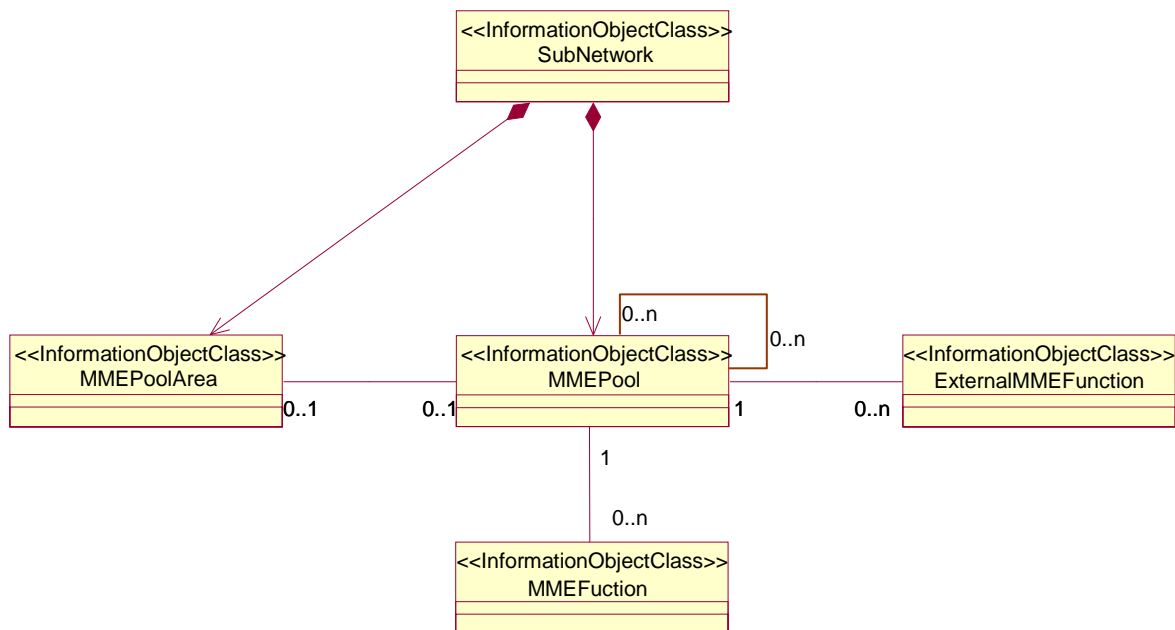 <<InformationObjectClass>>
SubNetwork
0..n
0..n
<<InformationObjectClass>>
MMEPoolArea
<<InformationObjectClass>>
MMEPool
<<InformationObjectClass>>
ExternalMMEFunction
0..1
0..1
1
0..n
1
0..n
<<InformationObjectClass>>
MMEFuction